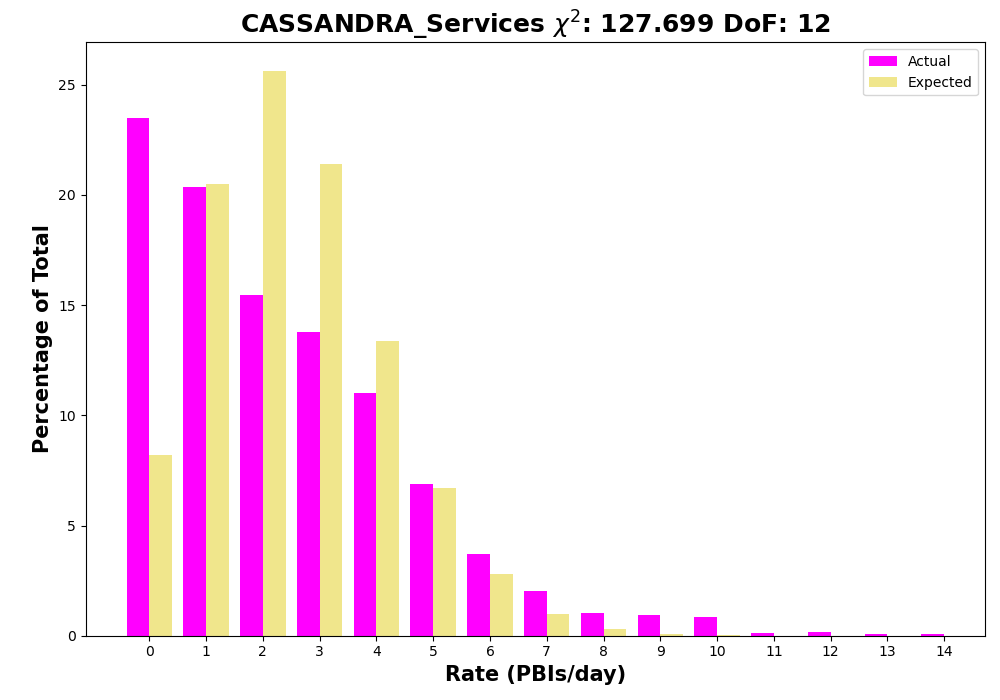 CASSANDRA_Services χ²: 127.699 DoF: 12
Actual
Expected
Percentage of Total
25
20
15
10
5
0
0 1 2 3 4 5 6 7 8 9 10 11 12 13 14
Rate (PBIs/day)